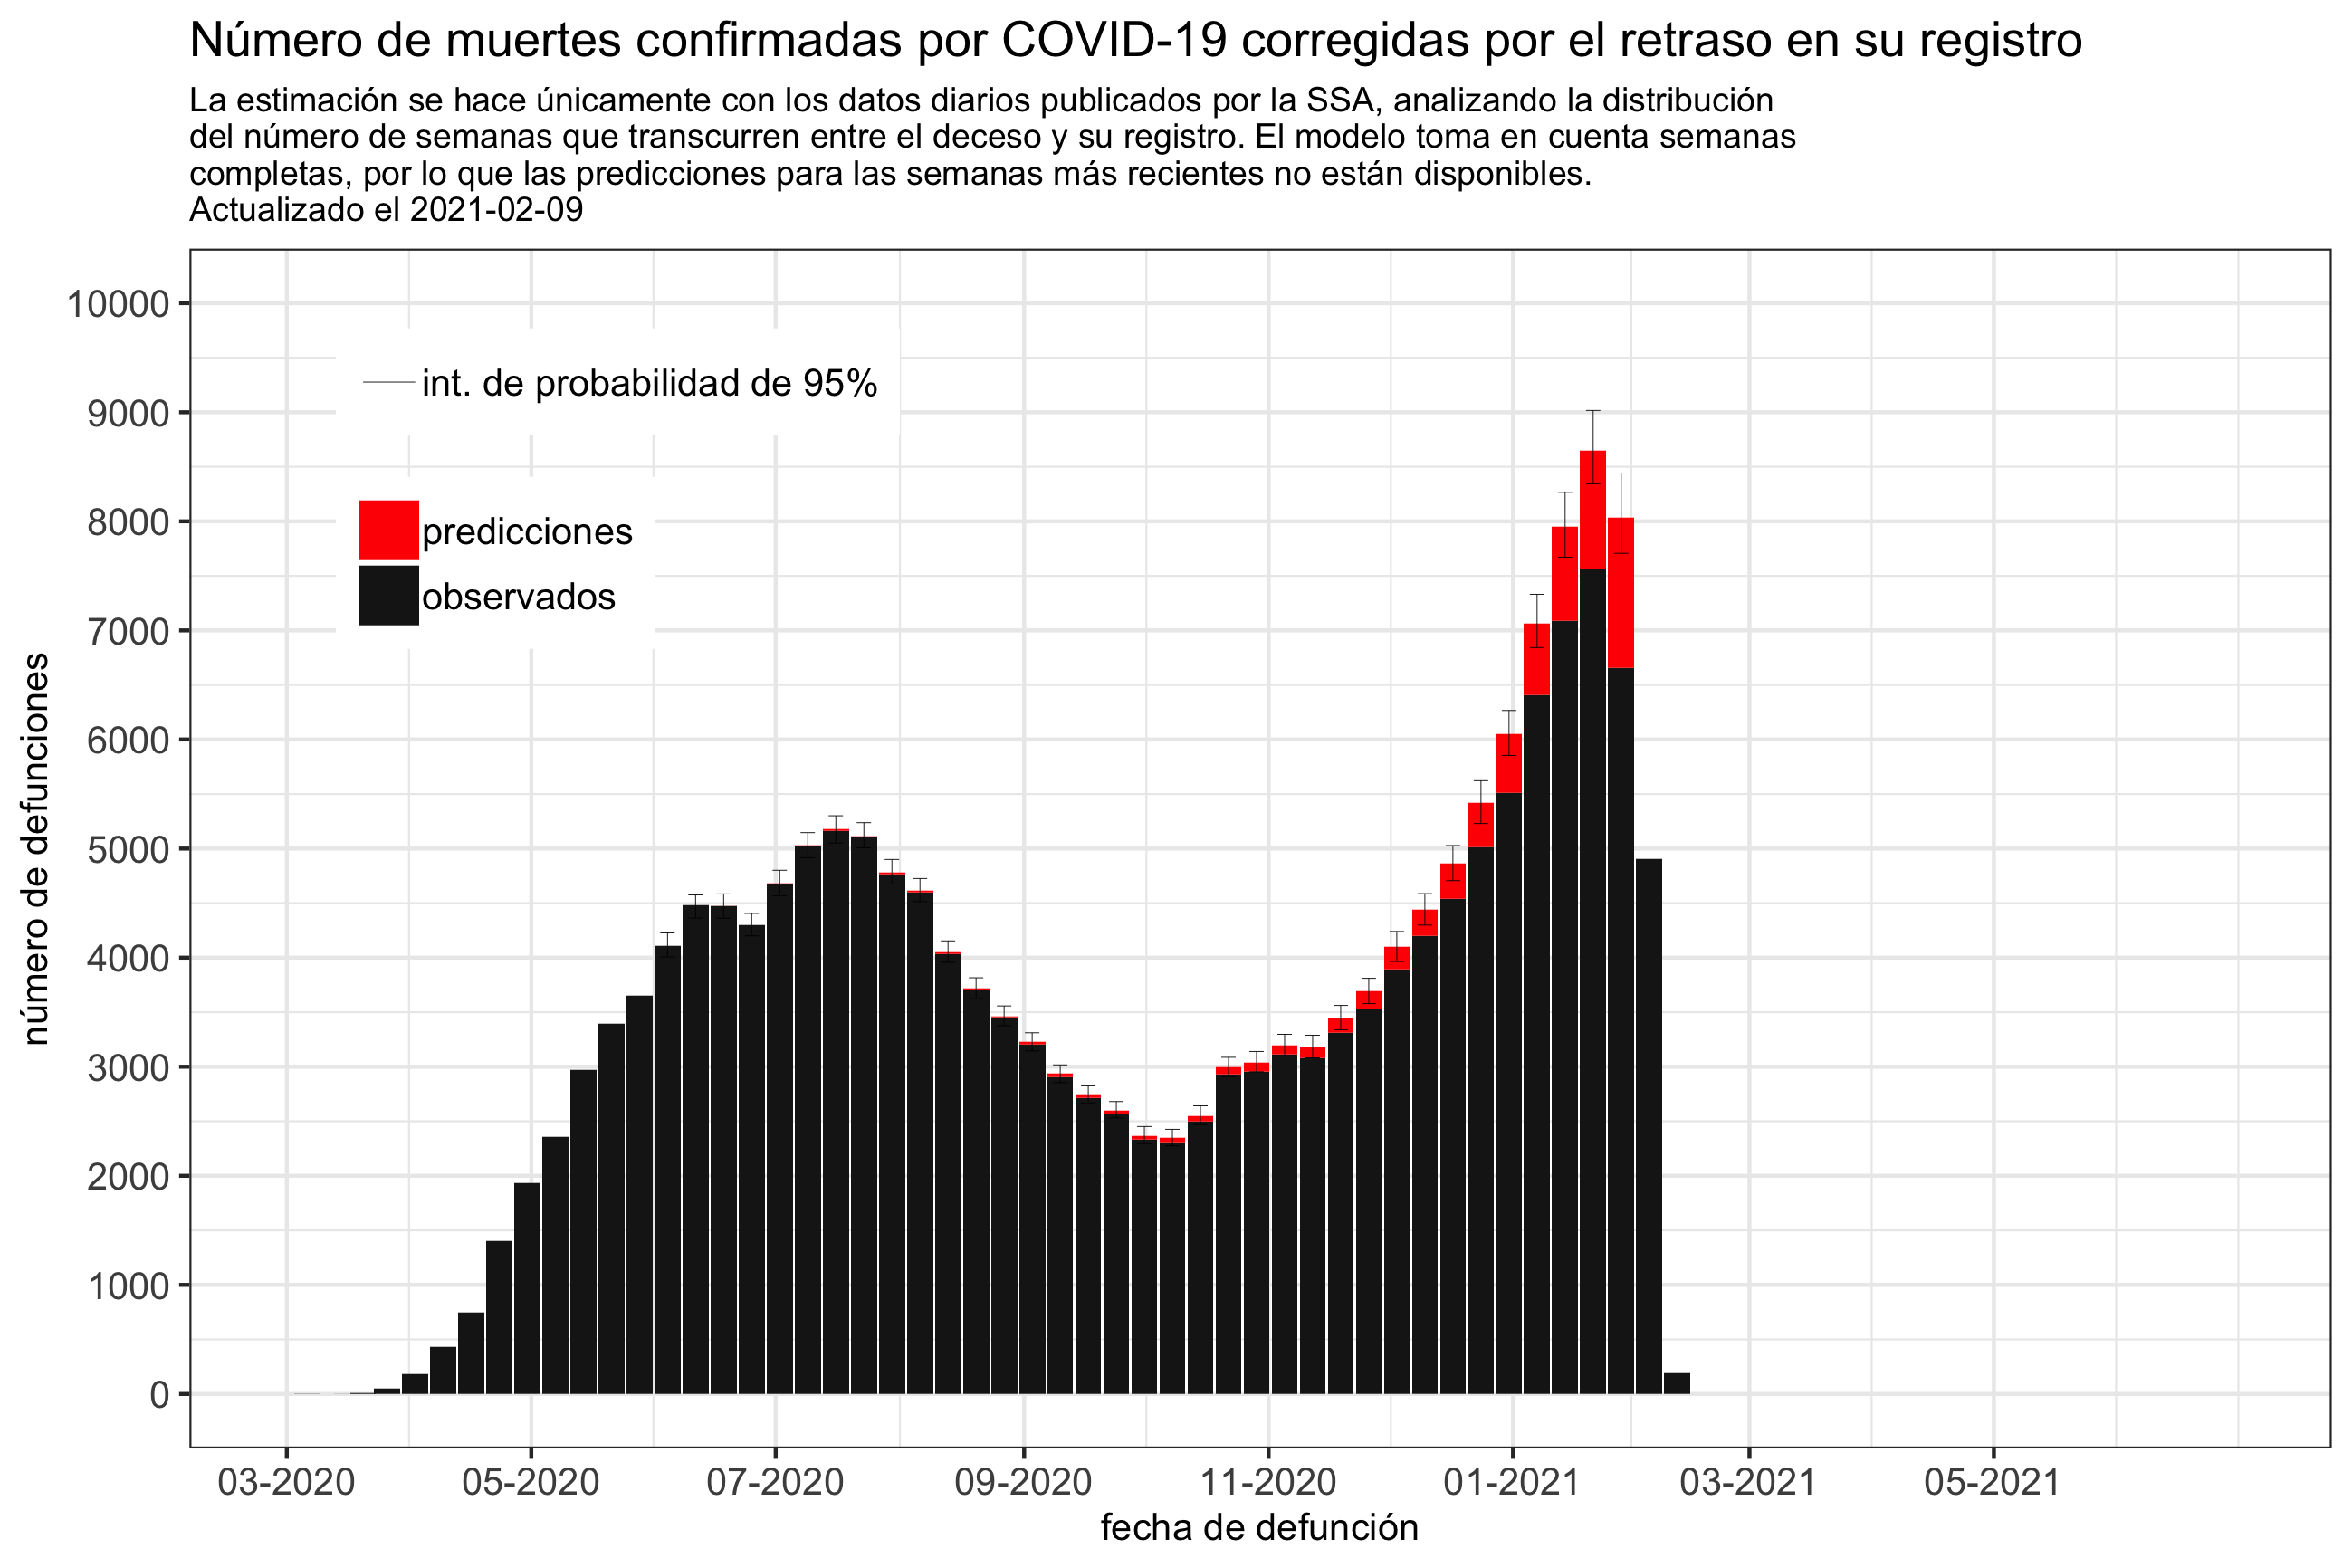 Número de muertes confirmadas por COVID-19 corregidas por el retraso en su registro
La estimación se hace únicamente con los datos diarios publicados por la SSA, analizando la distribución
del número de semanas que transcurren entre el deceso y su registro. El modelo toma en cuenta semanas
completas, por lo que las predicciones para las semanas más recientes no están disponibles.
Actualizado el 2021-02-09
número de defunciones
10000
9000
8000
7000
6000
5000
4000
3000
2000
1000
0
int. de probabilidad de 95%
predicciones
observados
03-2020 05-2020 07-2020 09-2020 11-2020 01-2021 03-2021 05-2021
fecha de defunción